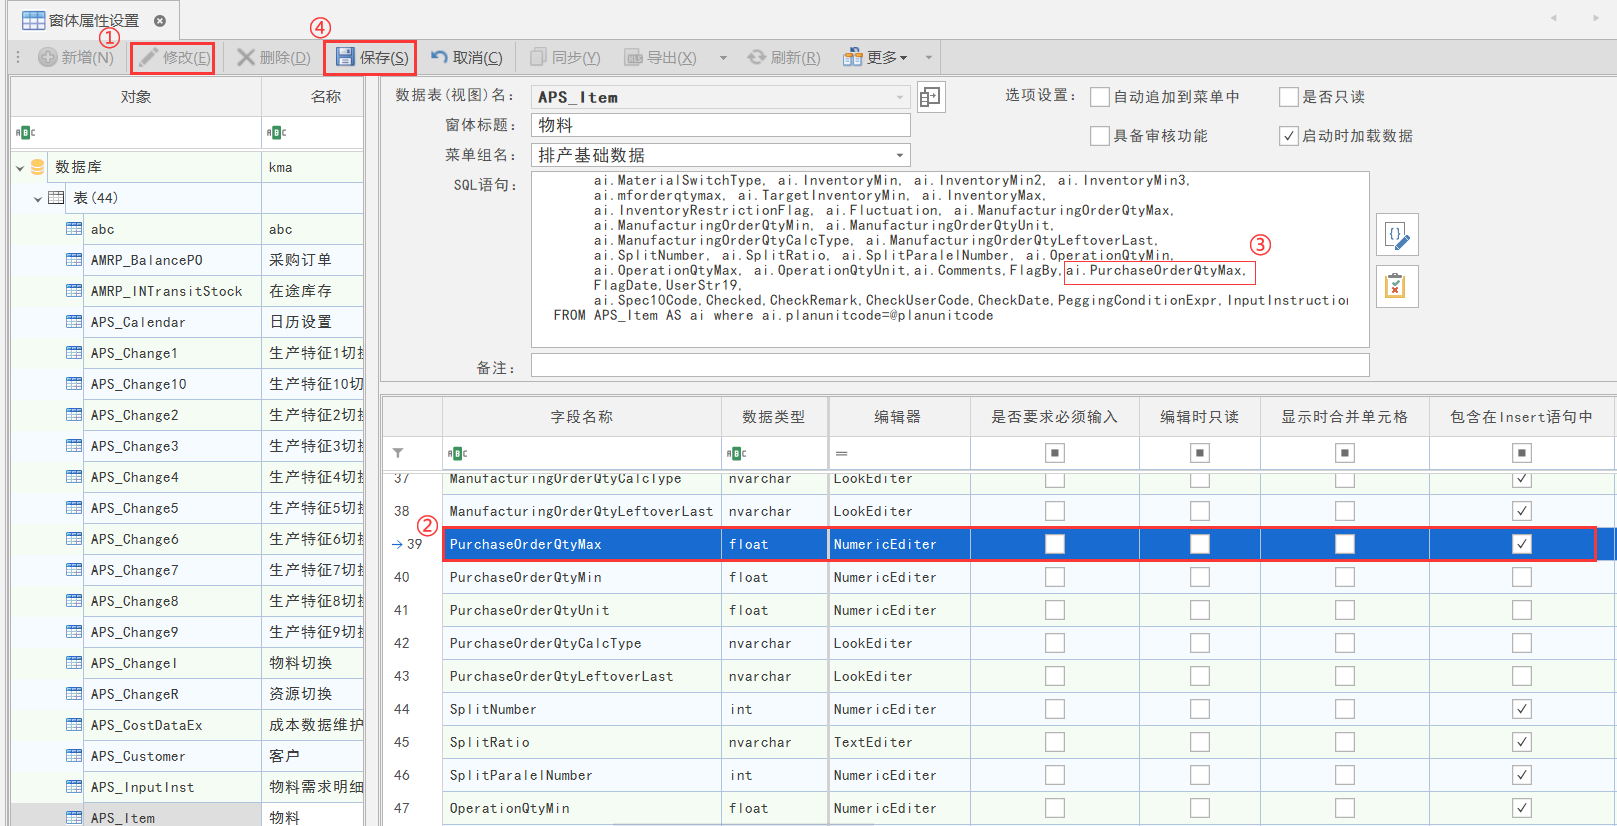 窗体属性设置
① ④
新增(N) 修改(E) 删除(D) 保存(S) 取消(C) 同步(Y) 导出(X) 刷新(R) 更多
对象 名称
数据库 kma
表(44)
abc abc
AMRP_BalancePO 采购订单
AMRP_INTransitStock 在途库存
APS_Calendar 日历设置
APS_Change1 生产特征1切换
APS_Change10 生产特征10切
APS_Change2 生产特征2切换
APS_Change3 生产特征3切换
APS_Change4 生产特征4切换
APS_Change5 生产特征5切换
APS_Change6 生产特征6切换
APS_Change7 生产特征7切换
APS_Change8 生产特征8切换
APS_Change9 生产特征9切换
APS_ChangeI 物料切换
APS_ChangeR 资源切换
APS_CostDataEx 成本数据维护
APS_Customer 客户
APS_InputInst 物料需求明细
APS_Item 物料
数据表(视图)名: APS_Item
选项设置: 自动追加到菜单中 是否只读
窗体标题: 物料
具备审核功能 启动时加载数据
菜单组名: 排产基础数据
SQL语句:
ai.MaterialSwitchType, ai.InventoryMin, ai.InventoryMin2, ai.InventoryMin3,
ai.mforderqtymax, ai.TargetInventoryMin, ai.InventoryMax,
ai.InventoryRestrictionFlag, ai.Fluctuation, ai.ManufacturingOrderQtyMax,
ai.ManufacturingOrderQtyMin, ai.ManufacturingOrderQtyUnit,
ai.ManufacturingOrderQtyCalcType, ai.ManufacturingOrderQtyLeftoverLast,
ai.SplitNumber, ai.SplitRatio, ai.SplitParalelNumber, ai.OperationQtyMin,
③
ai.OperationQtyMax, ai.OperationQtyUnit,ai.Comments,FlagBy,ai.PurchaseOrderQtyMax,
FlagDate,UserStr19,
ai.Spec10Code,Checked,CheckRemark,CheckUserCode,CheckDate,PeggingConditionExpr,InputInstruction
FROM APS_Item AS ai where ai.planunitcode=@planunitcode
备注:
字段名称 数据类型 编辑器 是否要求必须输入 编辑时只读 显示时合并单元格 包含在Insert语句中
37 ManufacturingOrderQtyCalcType nvarchar LookEditer
38 ManufacturingOrderQtyLeftoverLast nvarchar LookEditer
②
39 PurchaseOrderQtyMax float NumericEditer
40 PurchaseOrderQtyMin float NumericEditer
41 PurchaseOrderQtyUnit float NumericEditer
42 PurchaseOrderQtyCalcType nvarchar LookEditer
43 PurchaseOrderQtyLeftoverLast nvarchar LookEditer
44 SplitNumber int NumericEditer
45 SplitRatio nvarchar TextEditer
46 SplitParalelNumber int NumericEditer
47 OperationQtyMin float NumericEditer